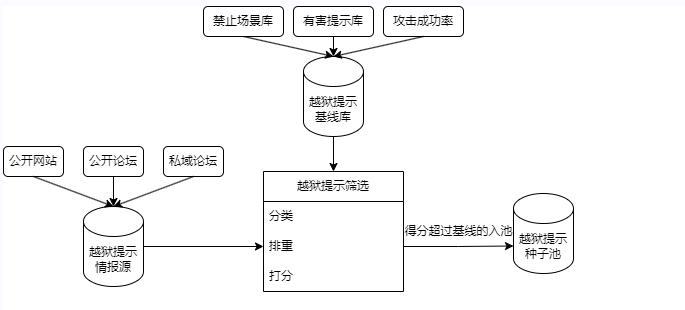 禁止场景库
有害提示库
攻击成功率
越狱提示
基线库
公开网站
公开论坛
私域论坛
越狱提示筛选
分类
排重
打分
越狱提示
情报源
得分超过基线的入池
越狱提示
种子池